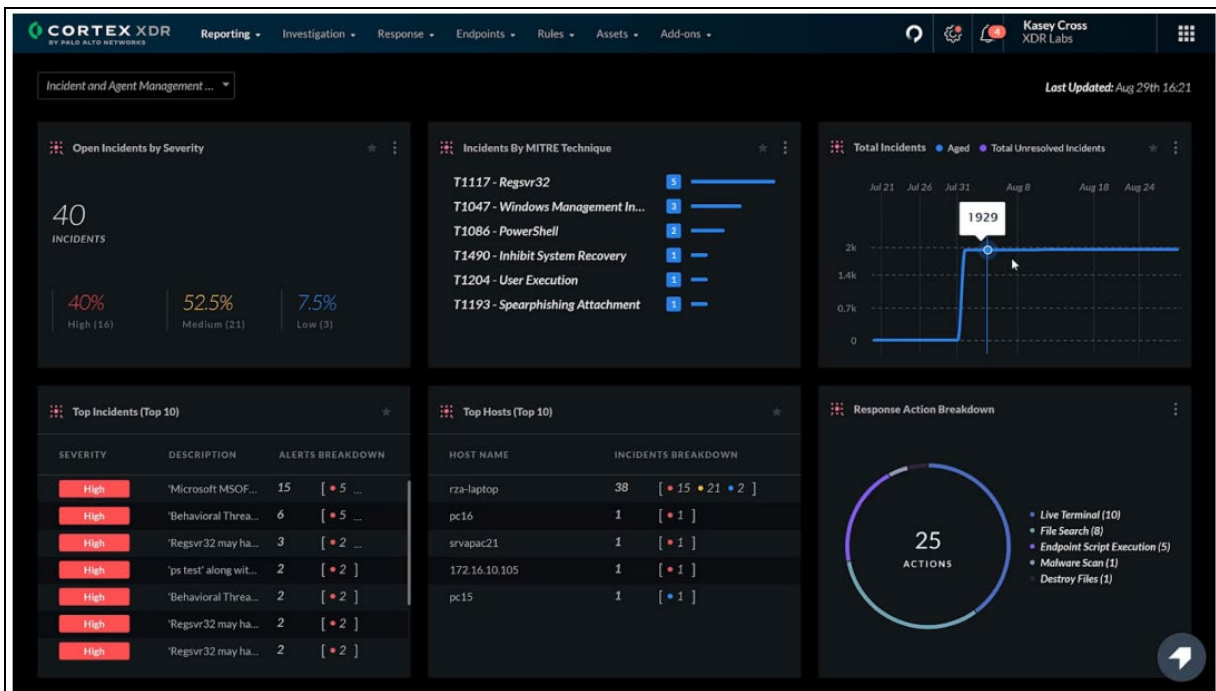 CORTEX XDR
BY PALO ALTO NETWORKS
Reporting
Investigation
Response
Endpoints
Rules
Assets
Add-ons
4
Kasey Cross
XDR Labs
Incident and Agent Management ...
Last Updated: Aug 29th 16:21
Open Incidents by Severity
40
INCIDENTS
40%
High (16)
52.5%
Medium (21)
7.5%
Low (3)
Incidents By MITRE Technique
T1117 - Regsvr32 5
T1047 - Windows Management In... 3
T1086 - PowerShell 2
T1490 - Inhibit System Recovery 1
T1204 - User Execution 1
T1193 - Spearphishing Attachment 1
Total Incidents Aged Total Unresolved Incidents
Jul 21 Jul 26 Jul 31 Aug 8 Aug 18 Aug 24
1929
2k
1.4k
0.7k
0
Top Incidents (Top 10)
SEVERITY DESCRIPTION ALERTS BREAKDOWN
High 'Microsoft MSOF... 15 [ • 5 ...
High 'Behavioral Threa... 6 [ • 5 ...
High 'Regsvr32 may ha... 3 [ • 2 ...
High 'ps test' along wit... 2 [ • 2 ]
High 'Behavioral Threa... 2 [ • 2 ]
High 'Regsvr32 may ha... 2 [ • 2 ]
High 'Regsvr32 may ha... 2 [ • 2 ]
Top Hosts (Top 10)
HOST NAME INCIDENTS BREAKDOWN
rza-laptop 38 [ • 15 • 21 • 2 ]
pc16 1 [ • 1 ]
srvapac21 1 [ • 1 ]
172.16.10.105 1 [ • 1 ]
pc15 1 [ • 1 ]
Response Action Breakdown
25
ACTIONS
Live Terminal (10)
File Search (8)
Endpoint Script Execution (5)
Malware Scan (1)
Destroy Files (1)